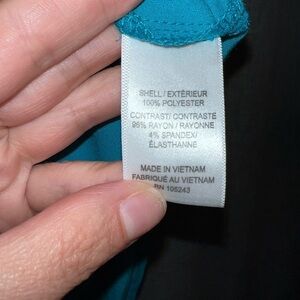 SHELL / EXTÉRIEUR
100% POLYESTER
CONTRAST / CONTRASTE
96% RAYON / RAYONNE
4% SPANDEX /
ÉLASTHANNE
MADE IN VIETNAM
FABRIQUÉ AU VIETNAM
RN 105243